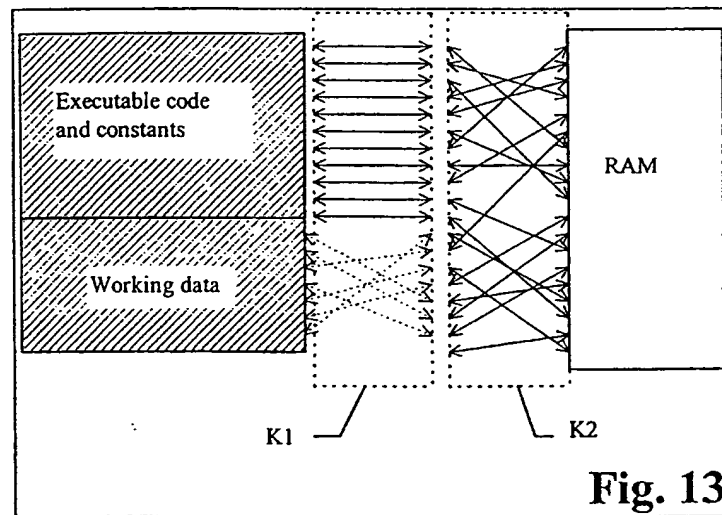 Executable code
and constants
RAM
Working data
K1
K2
Fig. 13